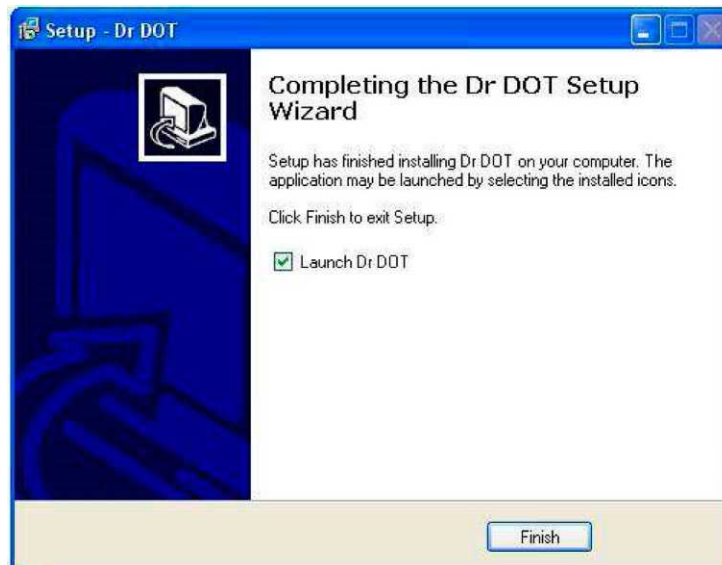 Setup - Dr DOT
Completing the Dr DOT Setup
Wizard
Setup has finished installing Dr DOT on your computer. The
application may be launched by selecting the installed icons.
Click Finish to exit Setup.
Launch Dr DOT
Finish